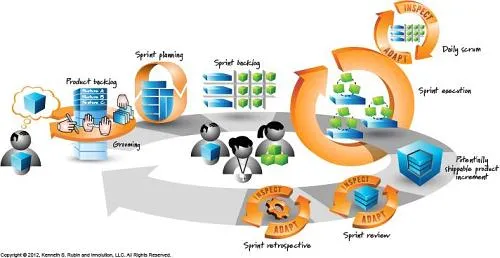 Sprint planning
Product backlog
Feature A
Feature B
Feature C
Grooming
Sprint backlog
INSPECT
ADAPT
Daily scrum
Sprint execution
Potentially
shippable product
increment
INSPECT
ADAPT
Sprint review
INSPECT
ADAPT
Sprint retrospective
Copyright © 2012, Kenneth S. Rubin and Innolution, LLC. All Rights Reserved.